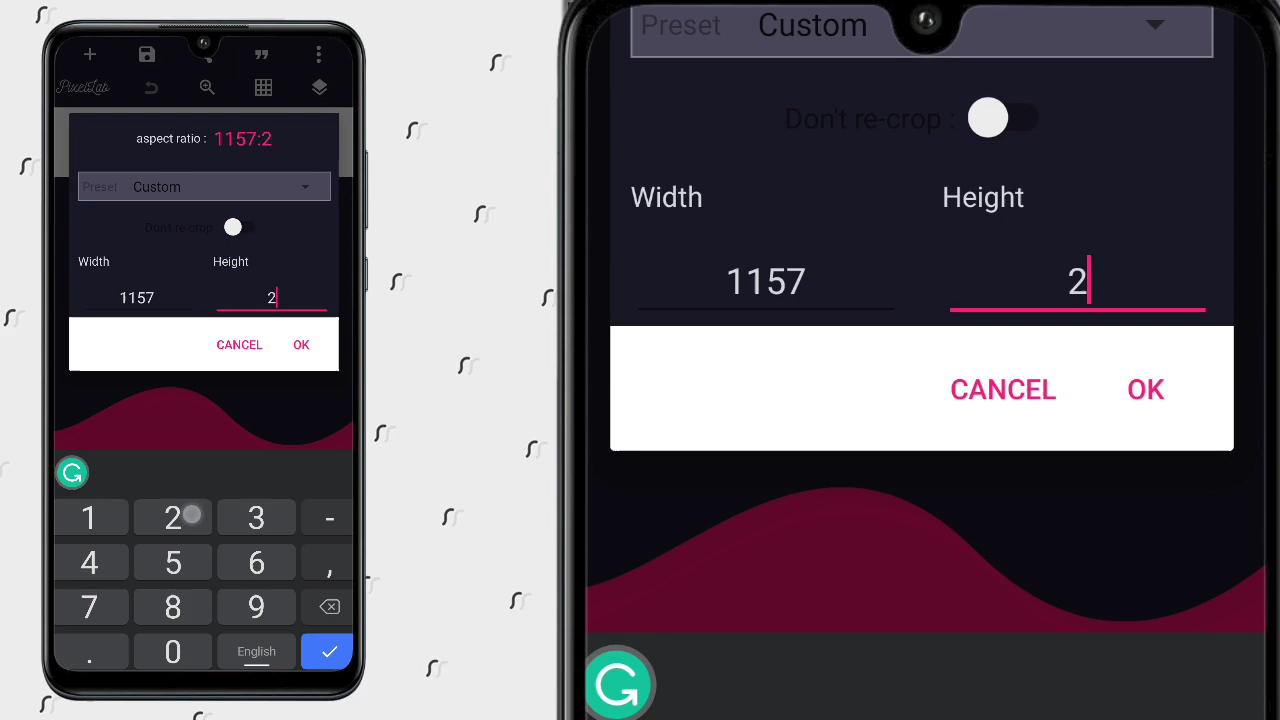 PixelLab
aspect ratio : 1157:2
Preset Custom
Don't re-crop :
Width Height
1157 2
CANCEL OK
1 2 3 -
4 5 6 ,
7 8 9
. 0 English
Preset Custom
Don't re-crop :
Width Height
1157 2
CANCEL OK